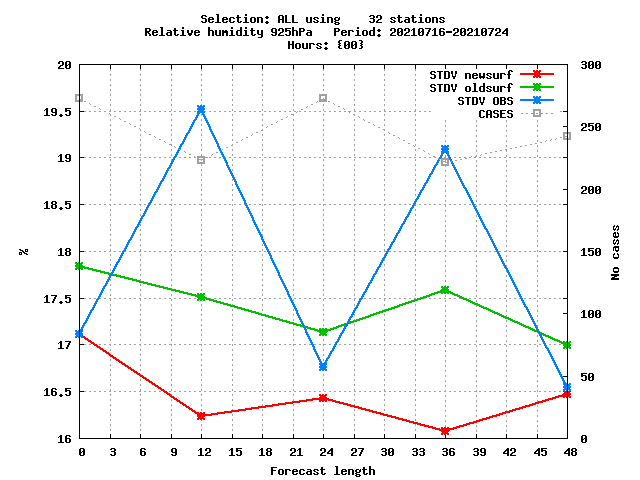 Selection: ALL using    32 stations
Relative humidity 925hPa   Period: 20210716-20210724
Hours: {00}
20 300
STDV newsurf
STDV oldsurf
STDV OBS
CASES
19.5 250
19
18.5 200
18 150
%
No cases
17.5 100
17
16.5 50
16 0
0 3 6 9 12 15 18 21 24 27 30 33 36 39 42 45 48
Forecast length